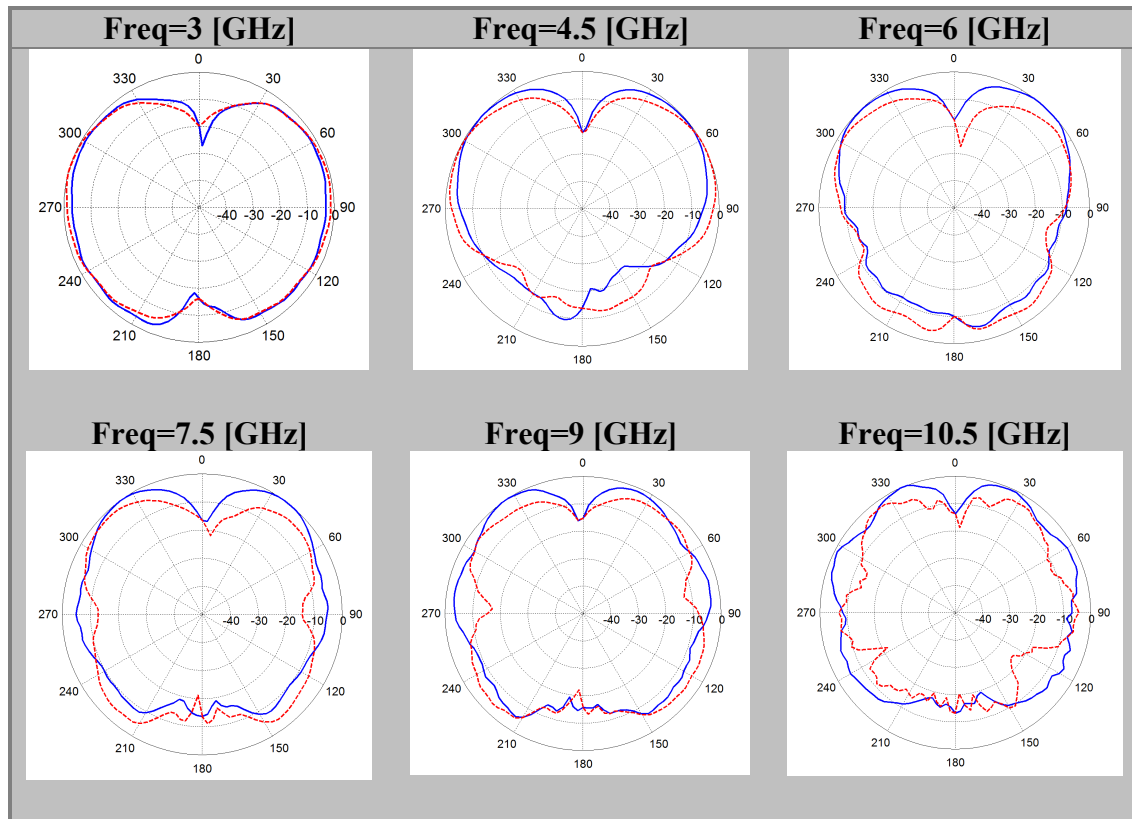 Freq=3 [GHz] Freq=4.5 [GHz] Freq=6 [GHz]
0 0 0
330 30 330 30 330 30
300 60 300 60 300 60
270 -40 -30 -20 -10 0 90 270 -40 -30 -20 -10 0 90 270 -40 -30 -20 -10 0 90
240 120 240 120 240 120
210 150 210 150 210 150
180 180 180
Freq=7.5 [GHz] Freq=9 [GHz] Freq=10.5 [GHz]
0 0 0
330 30 330 30 330 30
300 60 300 60 300 60
270 -40 -30 -20 -10 0 90 270 -40 -30 -20 -10 0 90 270 -40 -30 -20 -10 0 90
240 120 240 120 240 120
210 150 210 150 210 150
180 180 180